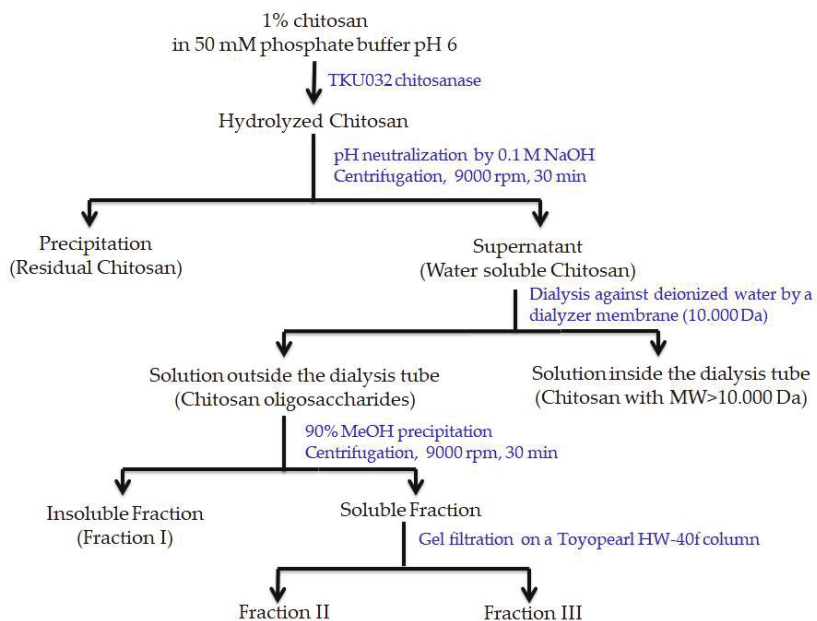 1% chitosan
in 50 mM phosphate buffer pH 6
TKU032 chitosanase
Hydrolyzed Chitosan
pH neutralization by 0.1 M NaOH
Centrifugation, 9000 rpm, 30 min
Precipitation
(Residual Chitosan)
Supernatant
(Water soluble Chitosan)
Dialysis against deionized water by a
dialyzer membrane (10.000 Da)
Solution outside the dialysis tube
(Chitosan oligosaccharides)
Solution inside the dialysis tube
(Chitosan with MW>10.000 Da)
90% MeOH precipitation
Centrifugation, 9000 rpm, 30 min
Insoluble Fraction
(Fraction I)
Soluble Fraction
Gel filtration on a Toyopearl HW-40f column
Fraction II
Fraction III